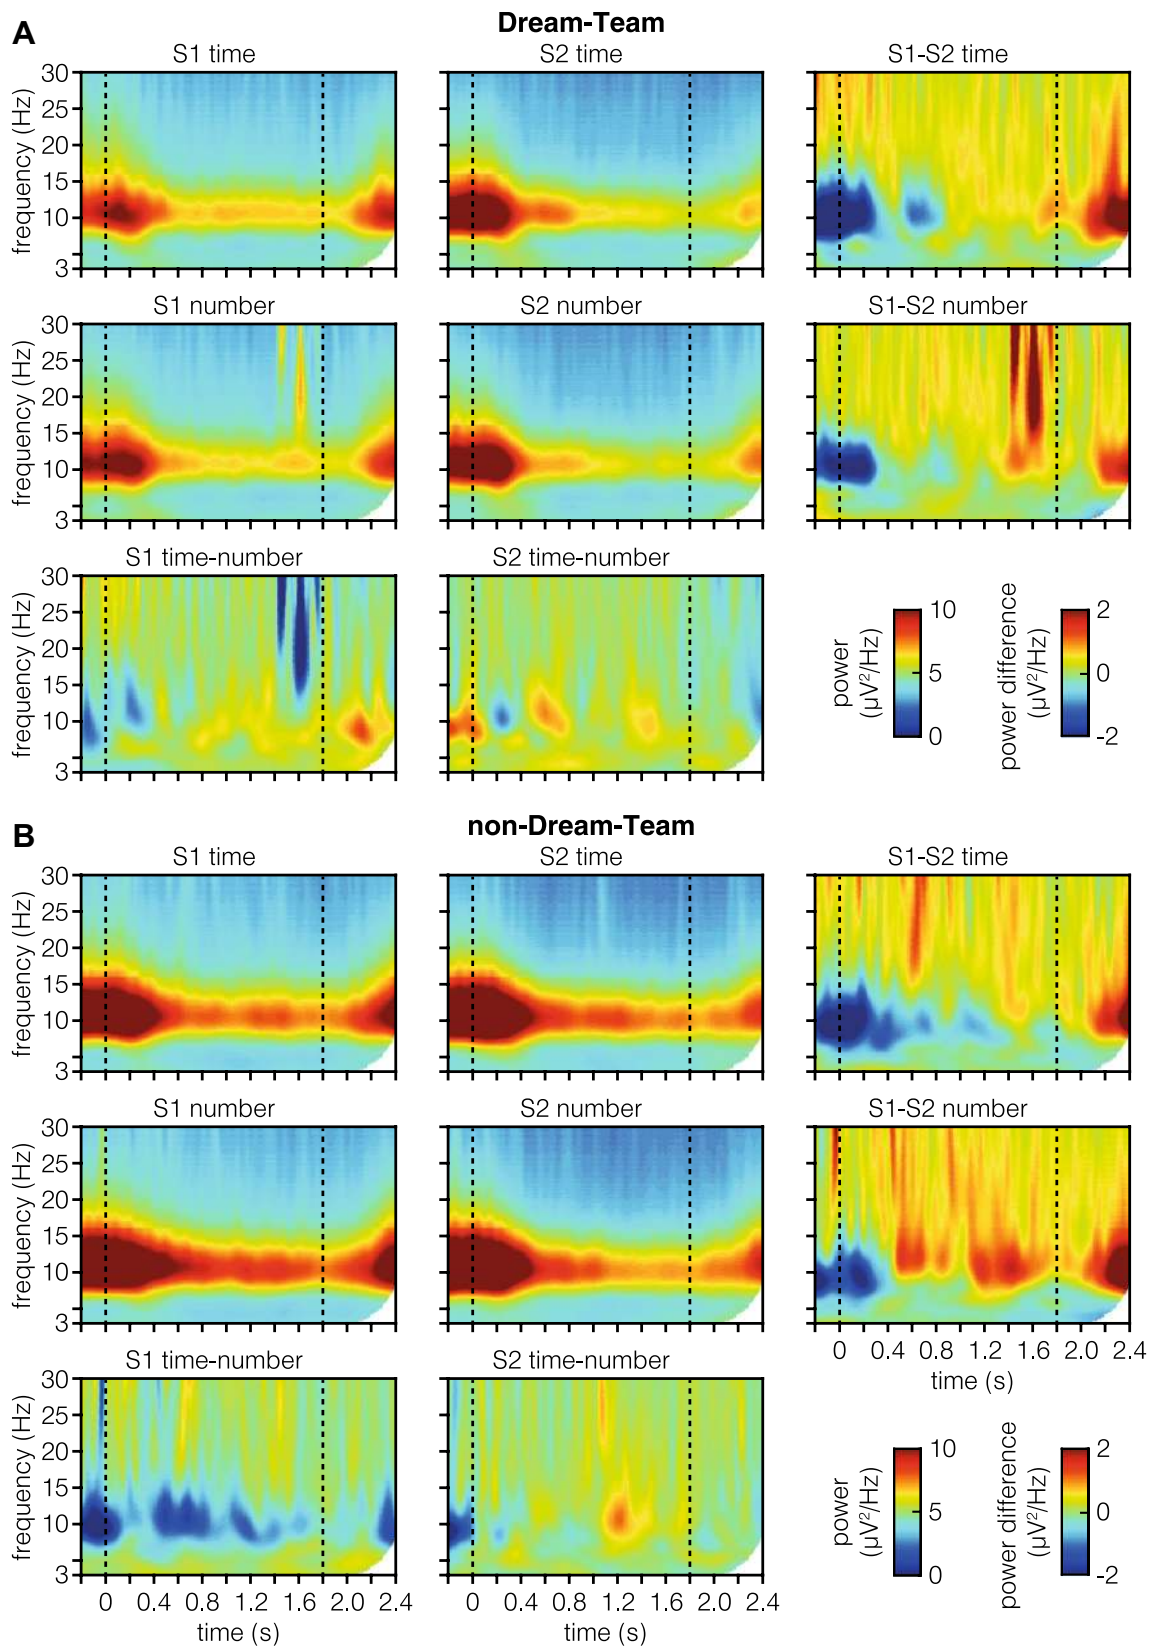 A
Dream-Team
S1 time
S2 time
S1-S2 time
frequency (Hz)
30
25
20
15
10
3
S1 number
S2 number
S1-S2 number
frequency (Hz)
30
25
20
15
10
3
S1 time-number
S2 time-number
frequency (Hz)
30
25
20
15
10
3
power
(µV²/Hz)
10
5
0
power difference
(µV²/Hz)
2
0
-2
B
non-Dream-Team
S1 time
S2 time
S1-S2 time
frequency (Hz)
30
25
20
15
10
3
S1 number
S2 number
S1-S2 number
frequency (Hz)
30
25
20
15
10
3
0 0.4 0.8 1.2 1.6 2.0 2.4
time (s)
S1 time-number
S2 time-number
frequency (Hz)
30
25
20
15
10
3
0 0.4 0.8 1.2 1.6 2.0 2.4
time (s)
0 0.4 0.8 1.2 1.6 2.0 2.4
time (s)
power
(µV²/Hz)
10
5
0
power difference
(µV²/Hz)
2
0
-2